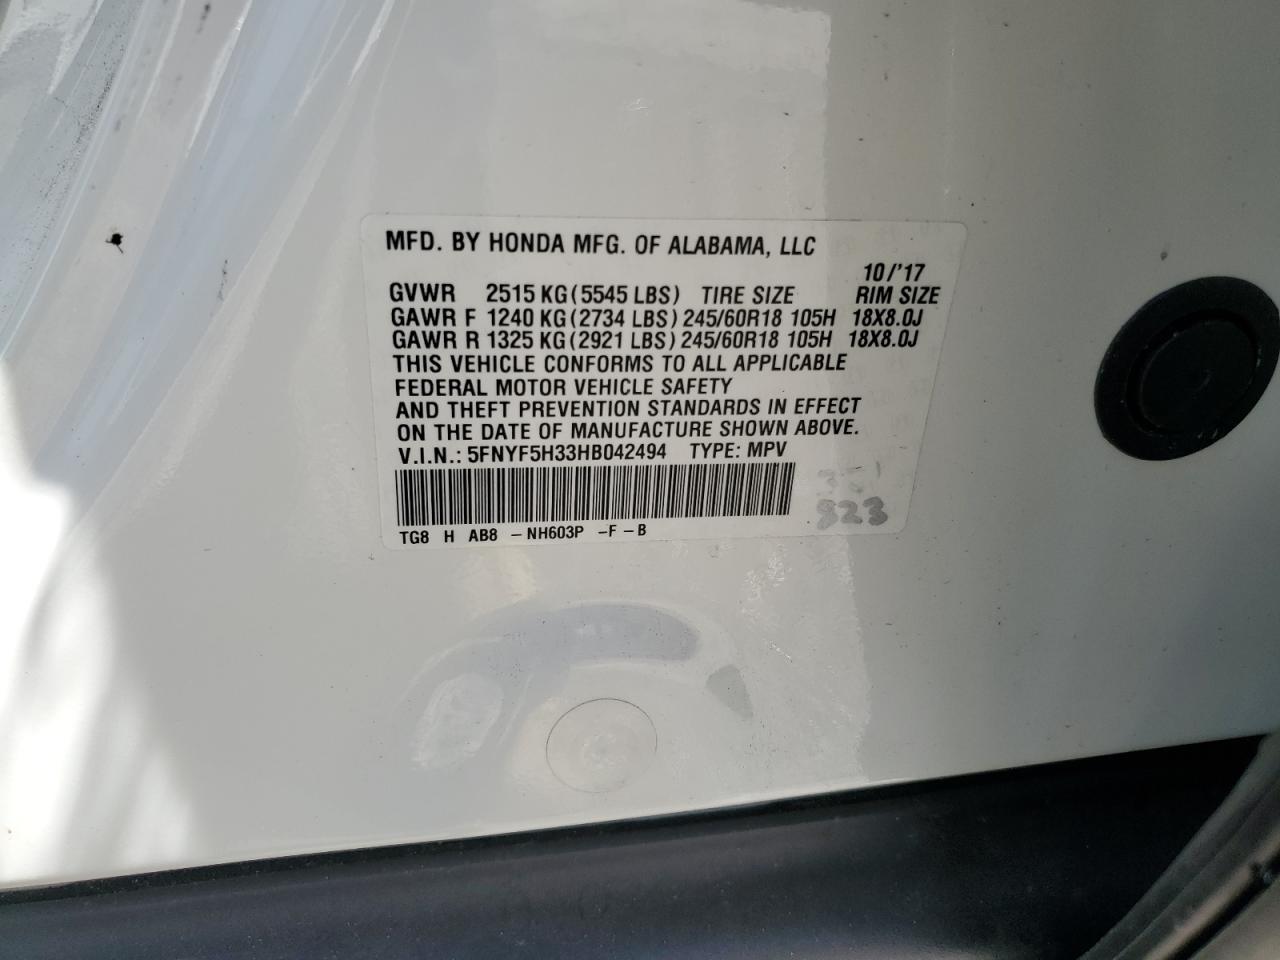 MFD. BY HONDA MFG. OF ALABAMA, LLC
10/'17
GVWR 2515 KG (5545 LBS) TIRE SIZE RIM SIZE
GAWR F 1240 KG (2734 LBS) 245/60R18 105H 18X8.0J
GAWR R 1325 KG (2921 LBS) 245/60R18 105H 18X8.0J
THIS VEHICLE CONFORMS TO ALL APPLICABLE
FEDERAL MOTOR VEHICLE SAFETY
AND THEFT PREVENTION STANDARDS IN EFFECT
ON THE DATE OF MANUFACTURE SHOWN ABOVE.
V.I.N.: 5FNYF5H33HB042494 TYPE: MPV
923
TG8 H AB8 - NH603P -F - B